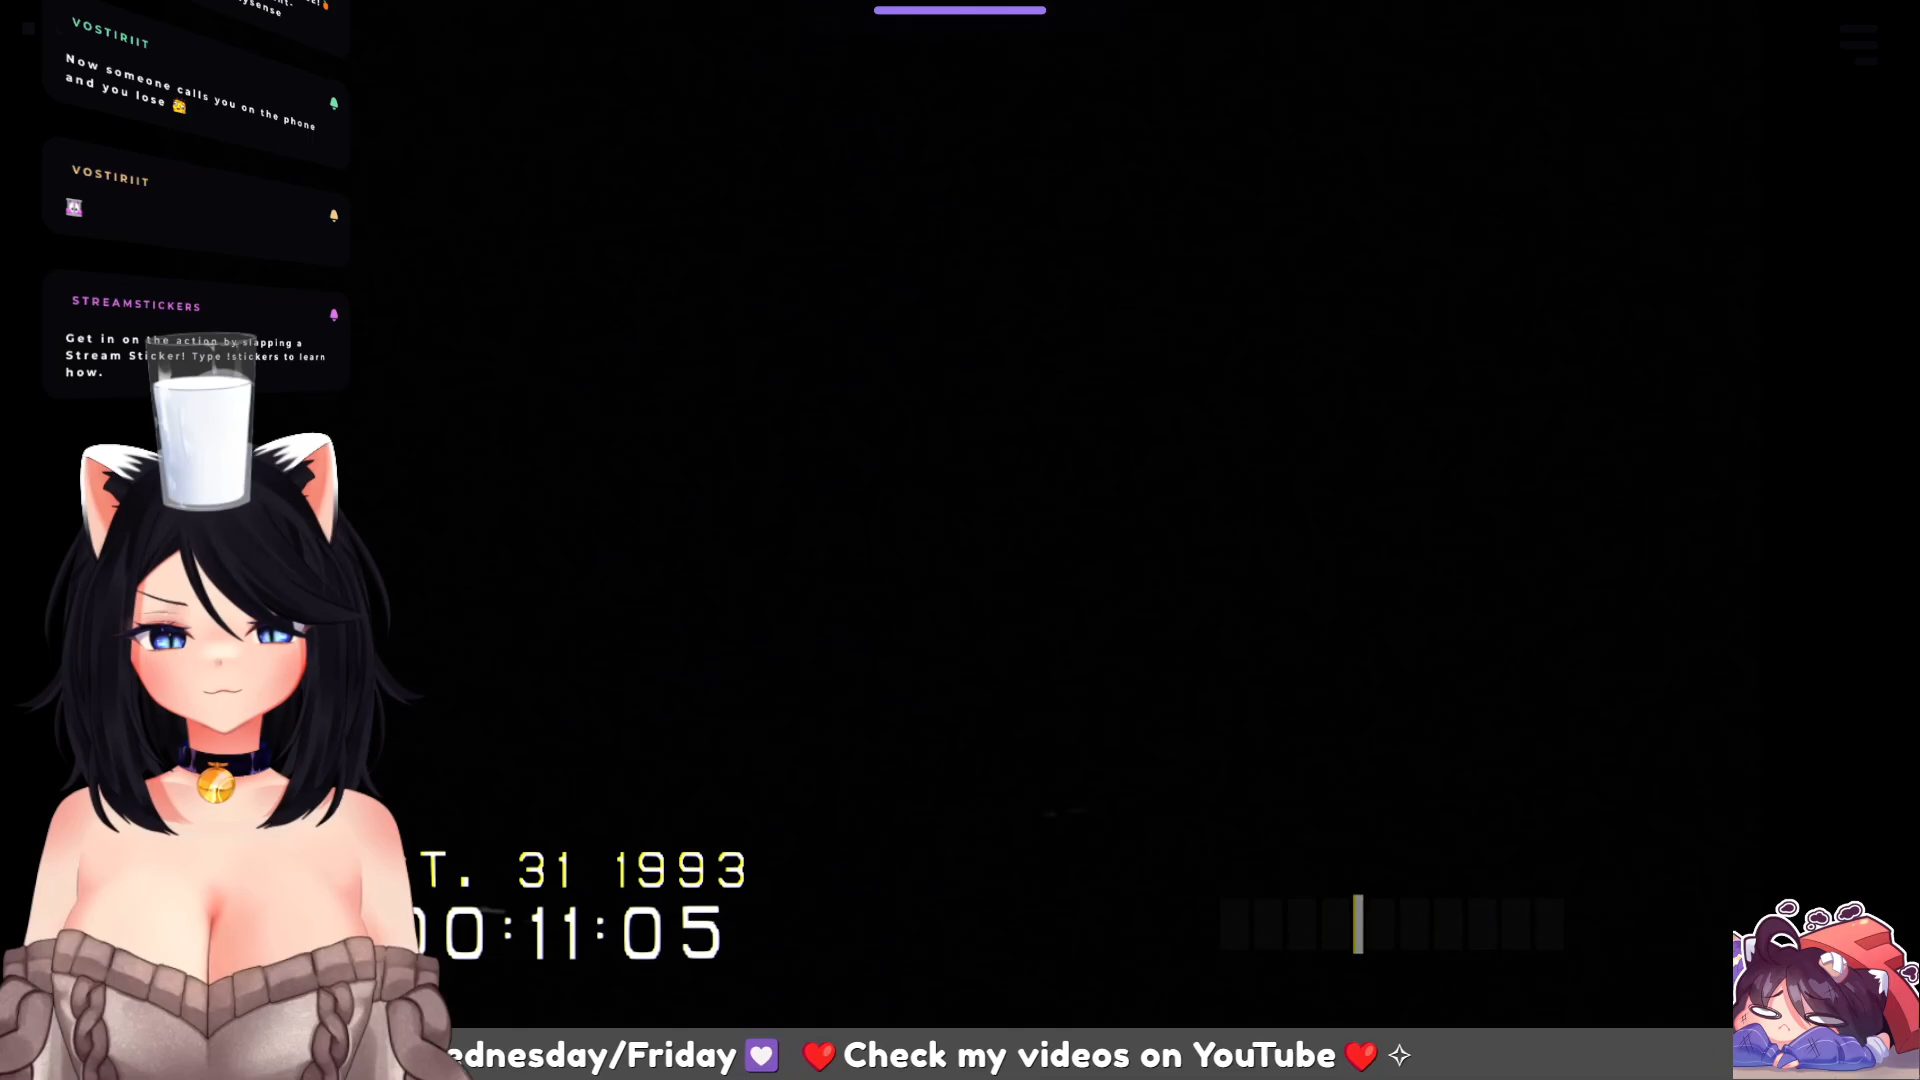 ysense
VOSTIRIIT
Now someone calls you on the phone
and you lose
VOSTIRIIT
STREAMSTICKERS
Get in on the action by slapping a
Stream Sticker! Type !stickers to learn
how.
T. 31 1993
00:11:05
ednesday/Friday 💜 ❤️ Check my videos on YouTube ❤️ ✧